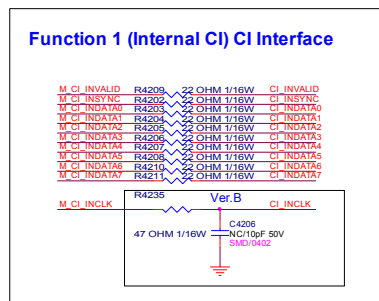 Function 1 (Internal CI) CI Interface
M_CI_INVALID R4209 22 OHM 1/16W CI_INVALID
M_CI_INSYNC R4202 22 OHM 1/16W CI_INSYNC
M_CI_INDATA0 R4203 22 OHM 1/16W CI_INDATA0
M_CI_INDATA1 R4204 22 OHM 1/16W CI_INDATA1
M_CI_INDATA2 R4205 22 OHM 1/16W CI_INDATA2
M_CI_INDATA3 R4206 22 OHM 1/16W CI_INDATA3
M_CI_INDATA4 R4207 22 OHM 1/16W CI_INDATA4
M_CI_INDATA5 R4208 22 OHM 1/16W CI_INDATA5
M_CI_INDATA6 R4210 22 OHM 1/16W CI_INDATA6
M_CI_INDATA7 R4211 22 OHM 1/16W CI_INDATA7
R4235 Ver.B
M_CI_INCLK CI_INCLK
C4206
47 OHM 1/16W NC/10pF 50V
SMD/0402